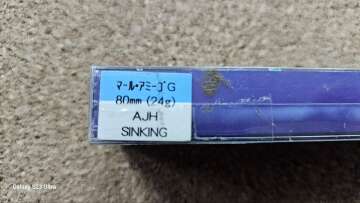 ﾏｰﾙ・ｱﾐｰｺﾞG
80mm (24g)
AJH
SINKING
Galaxy S23 Ultra